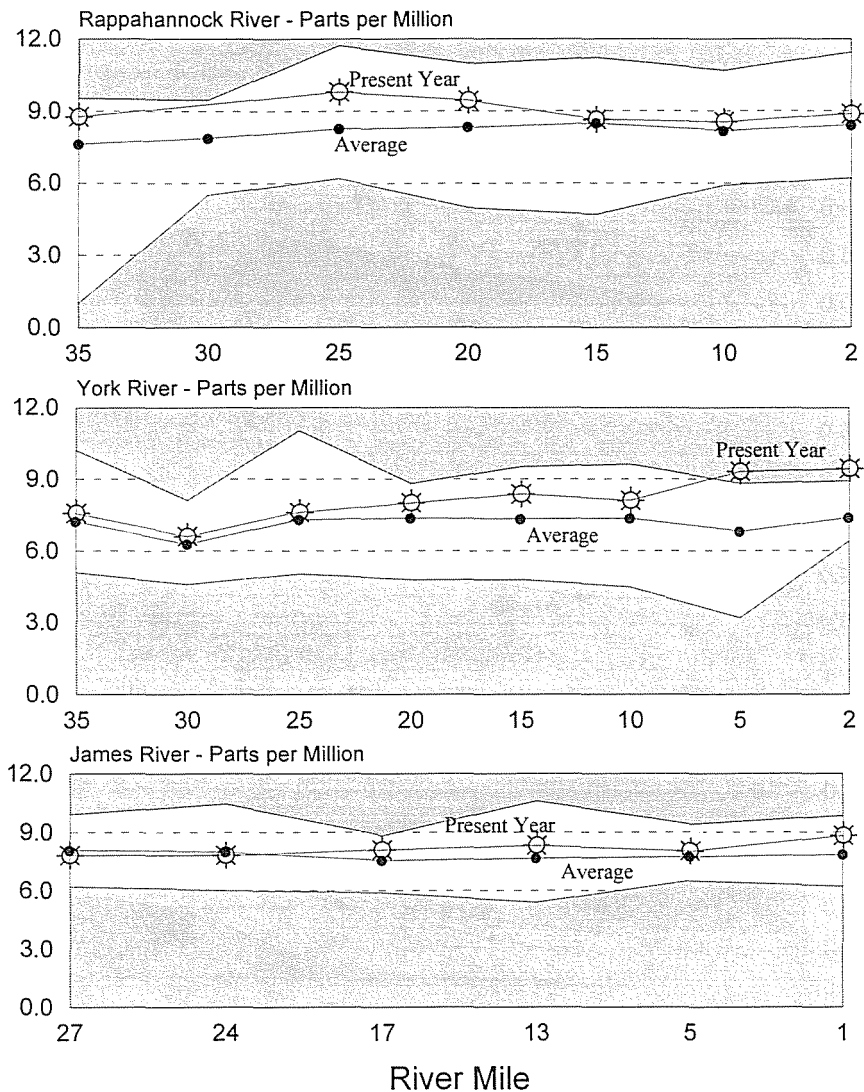 Rappahannock River - Parts per Million
12.0
Present Year
9.0
Average
6.0
3.0
0.0
35 30 25 20 15 10 2
York River - Parts per Million
12.0
Present Year
9.0
Average
6.0
3.0
0.0
35 30 25 20 15 10 5 2
James River - Parts per Million
12.0
9.0
Present Year
Average
6.0
3.0
0.0
27 24 17 13 5 1
River Mile